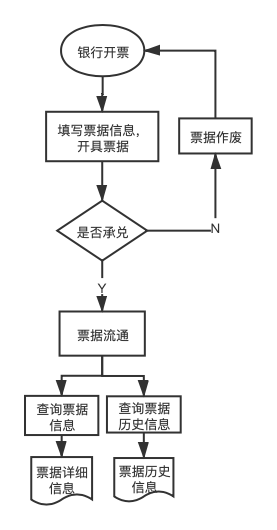 银行开票
填写票据信息,
开具票据
票据作废
是否承兑
N
Y
票据流通
查询票据
信息
查询票据
历史信息
票据详细
信息
票据历史
信息